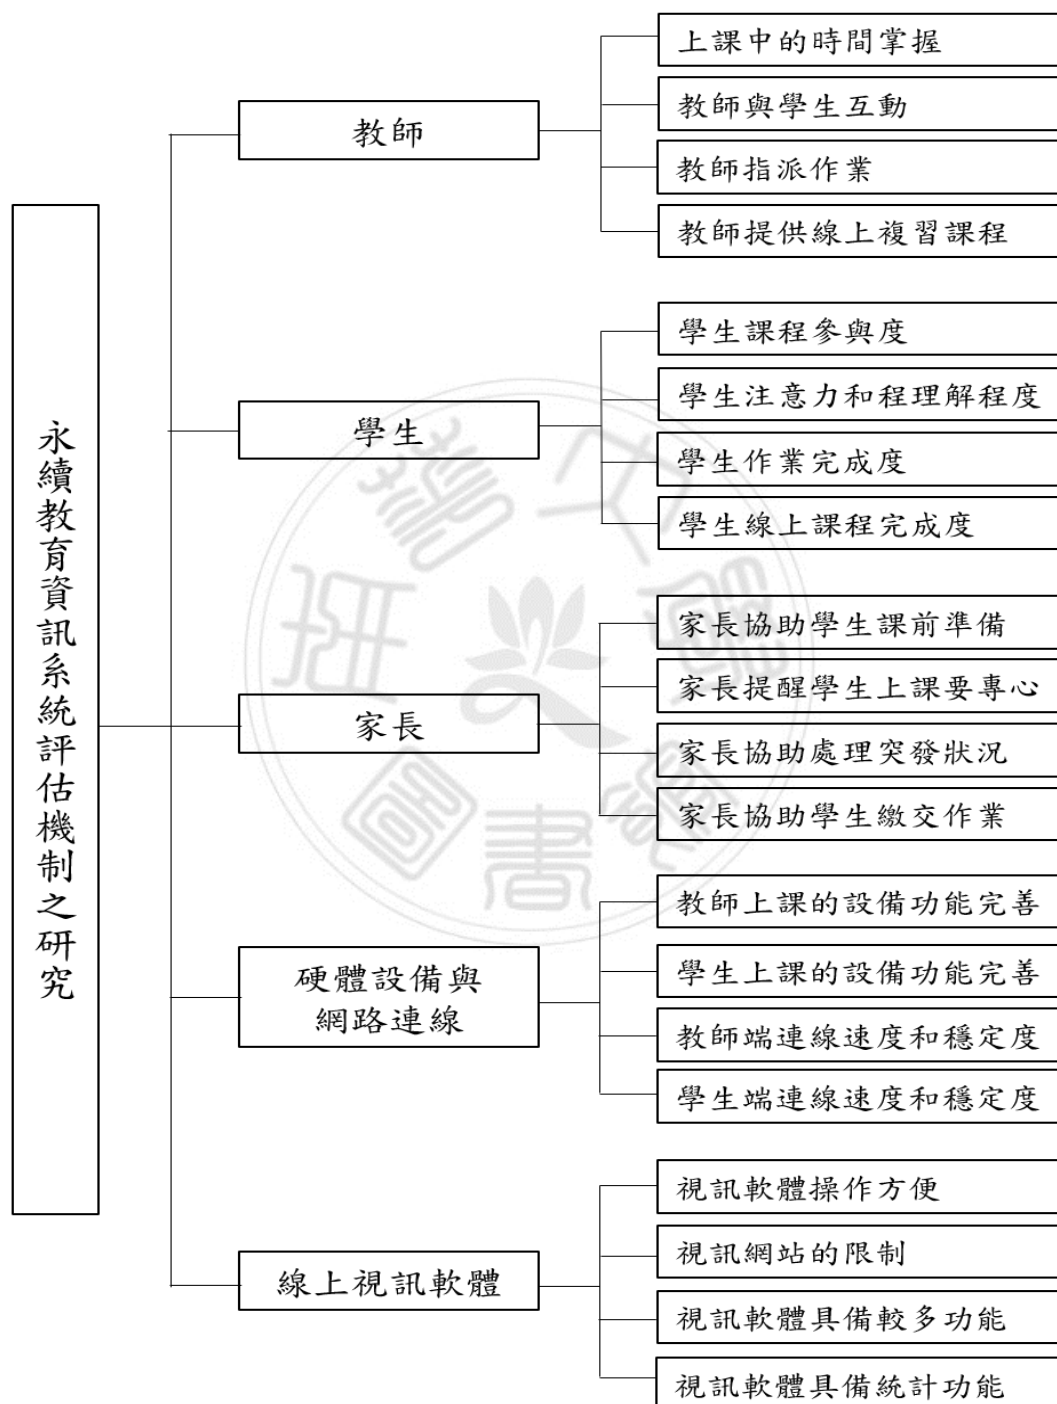 永續教育資訊系統評估機制之研究
教師
上課中的時間掌握
教師與學生互動
教師指派作業
教師提供線上複習課程
學生
學生課程參與度
學生注意力和程理解程度
學生作業完成度
學生線上課程完成度
家長
家長協助學生課前準備
家長提醒學生上課要專心
家長協助處理突發狀況
家長協助學生繳交作業
硬體設備與
網路連線
教師上課的設備功能完善
學生上課的設備功能完善
教師端連線速度和穩定度
學生端連線速度和穩定度
線上視訊軟體
視訊軟體操作方便
視訊網站的限制
視訊軟體具備較多功能
視訊軟體具備統計功能